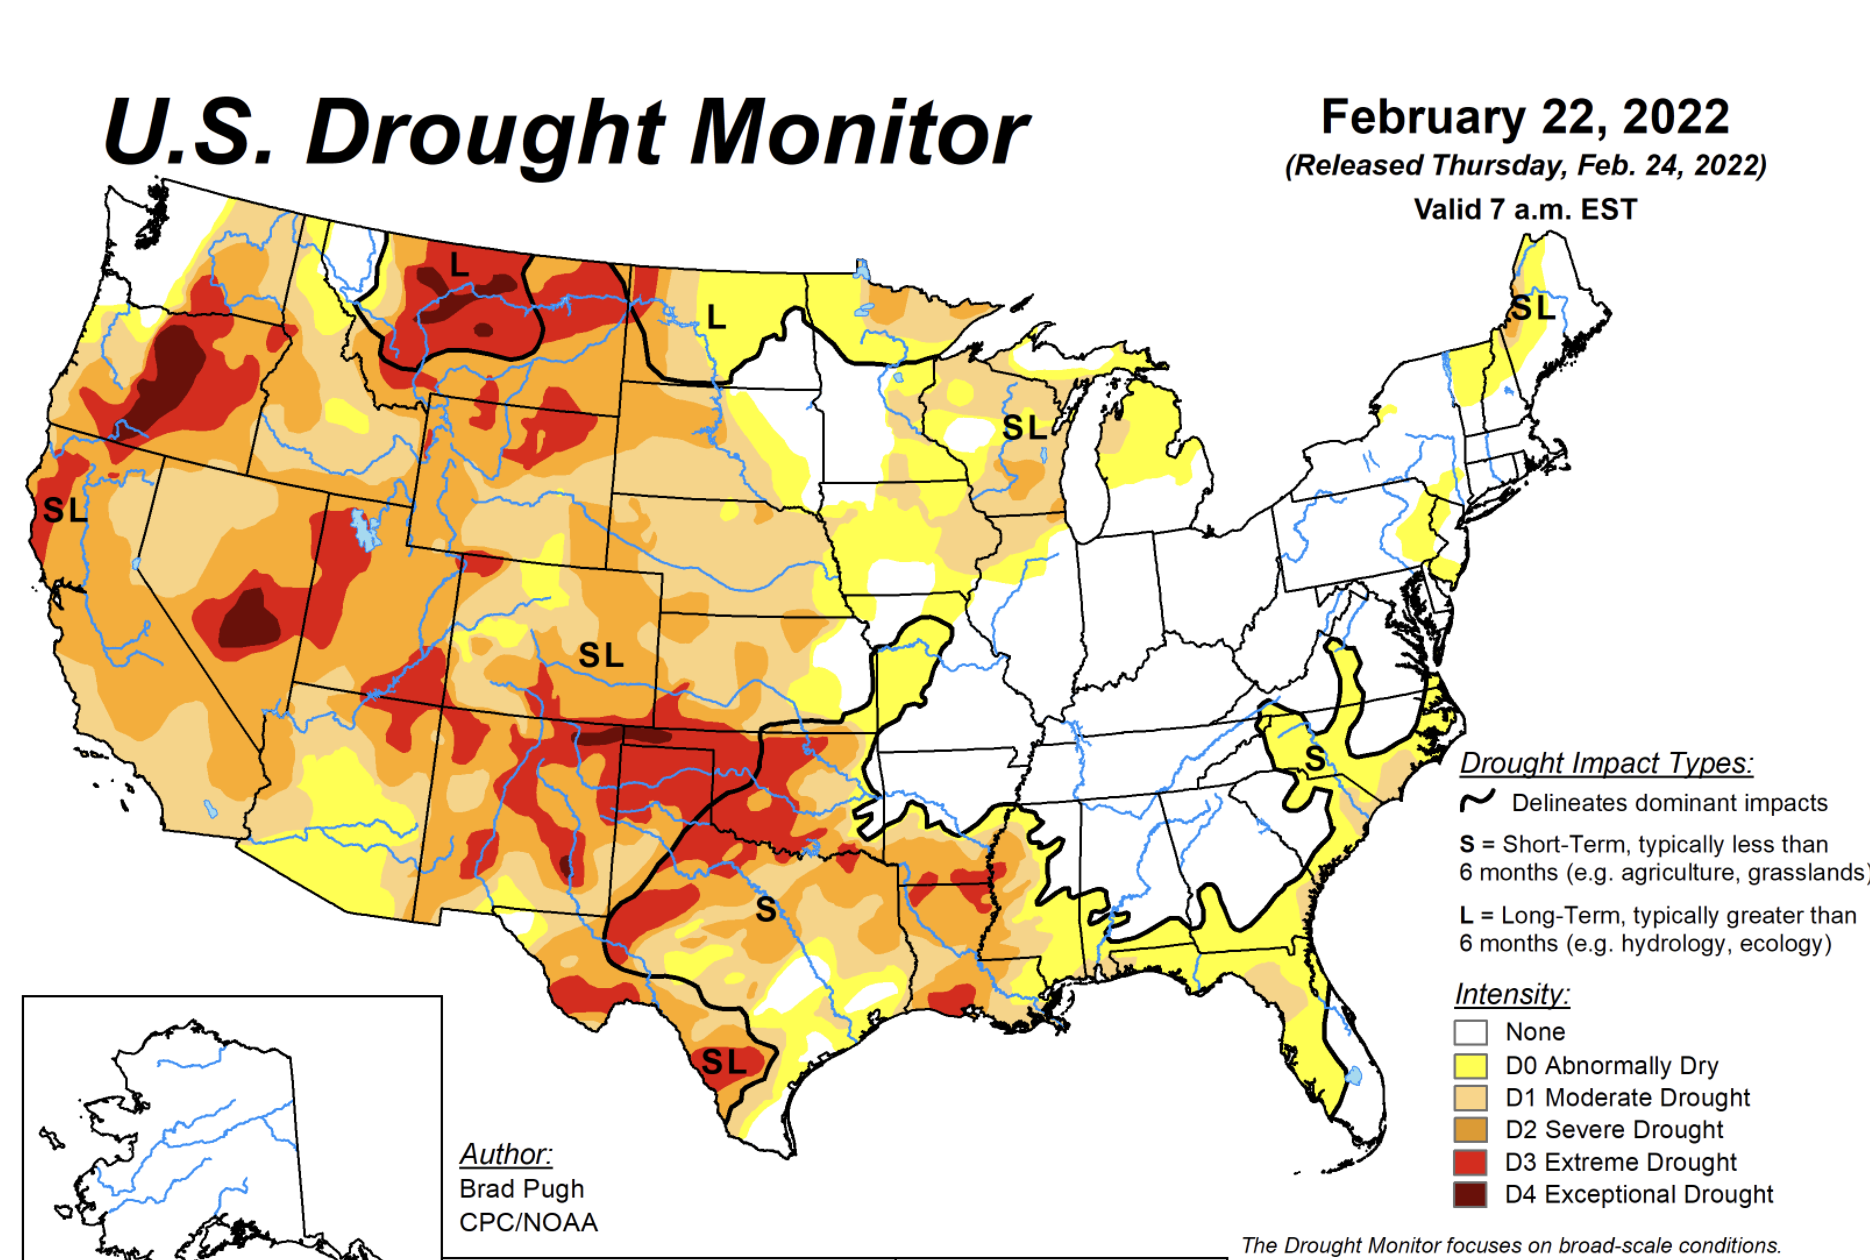 U.S. Drought Monitor
February 22, 2022
(Released Thursday, Feb. 24, 2022)
Valid 7 a.m. EST
L
L
SL
SL
SL
SL
SL
S
S
SL
Drought Impact Types:
Delineates dominant impacts
S = Short-Term, typically less than
6 months (e.g. agriculture, grasslands)
L = Long-Term, typically greater than
6 months (e.g. hydrology, ecology)
Intensity:
None
D0 Abnormally Dry
D1 Moderate Drought
D2 Severe Drought
D3 Extreme Drought
D4 Exceptional Drought
Author:
Brad Pugh
CPC/NOAA
The Drought Monitor focuses on broad-scale conditions.